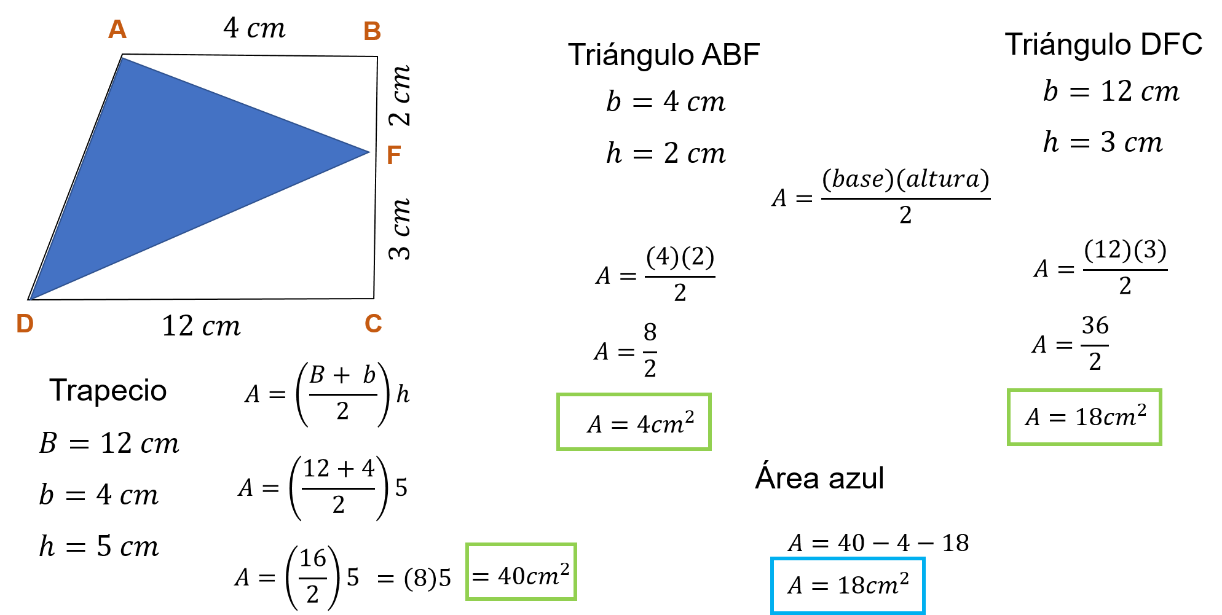 A
4 cm
B
2 cm
F
3 cm
D
12 cm
C
Trapecio
B = 12 cm
b = 4 cm
h = 5 cm
A = ((B + b)/2) h
A = ((12 + 4)/2) 5
A = (16/2) 5 = (8)5 = 40cm²
Triángulo ABF
b = 4 cm
h = 2 cm
A = (4)(2)/2
A = 8/2
A = 4cm²
A = (base)(altura)/2
Triángulo DFC
b = 12 cm
h = 3 cm
A = (12)(3)/2
A = 36/2
A = 18cm²
Área azul
A = 40 − 4 − 18
A = 18cm²